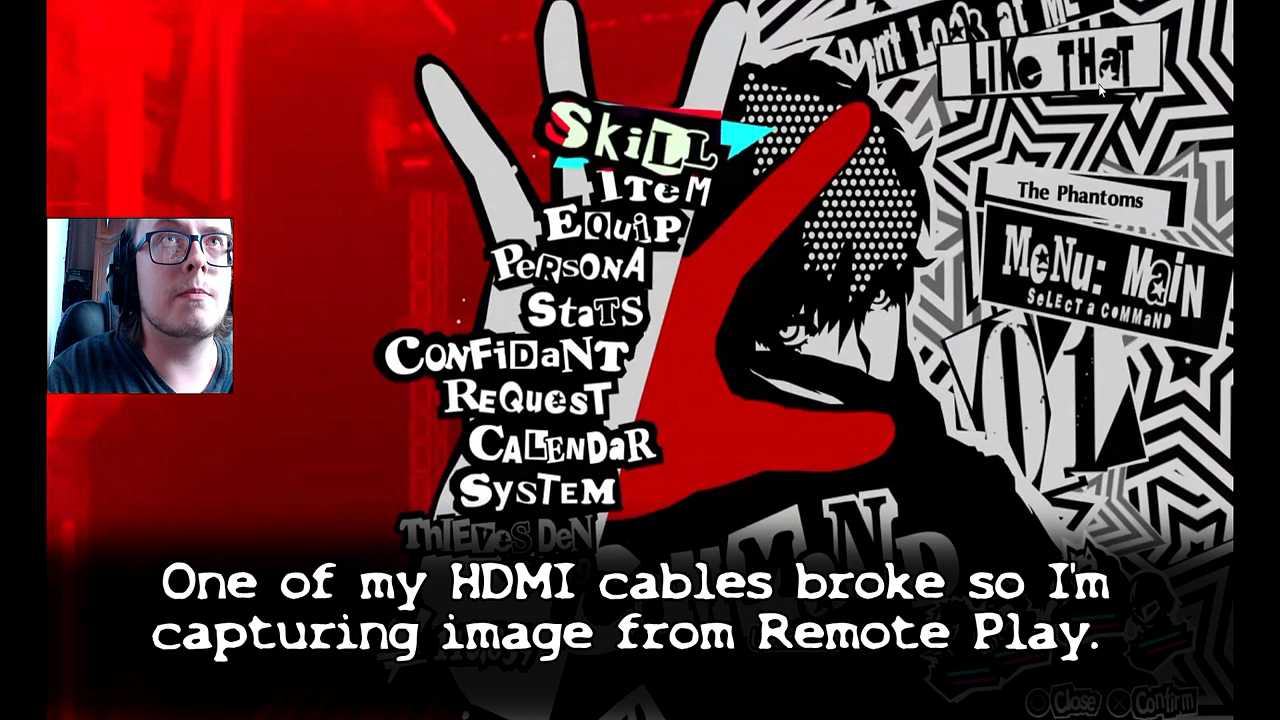 Don't Look at Me
LIKe THaT
The Phantoms
MeNu: MaiN
SeLeCT a CoMMaND
01
SkiLL
ITeM
EQuiP
PeRSONA
StaTS
CONFiDaNT
ReQuesT
CALeNDaR
SySTeM
THIEVeS DeN
One of my HDMI cables broke so I'm
capturing image from Remote Play.
Close Confirm